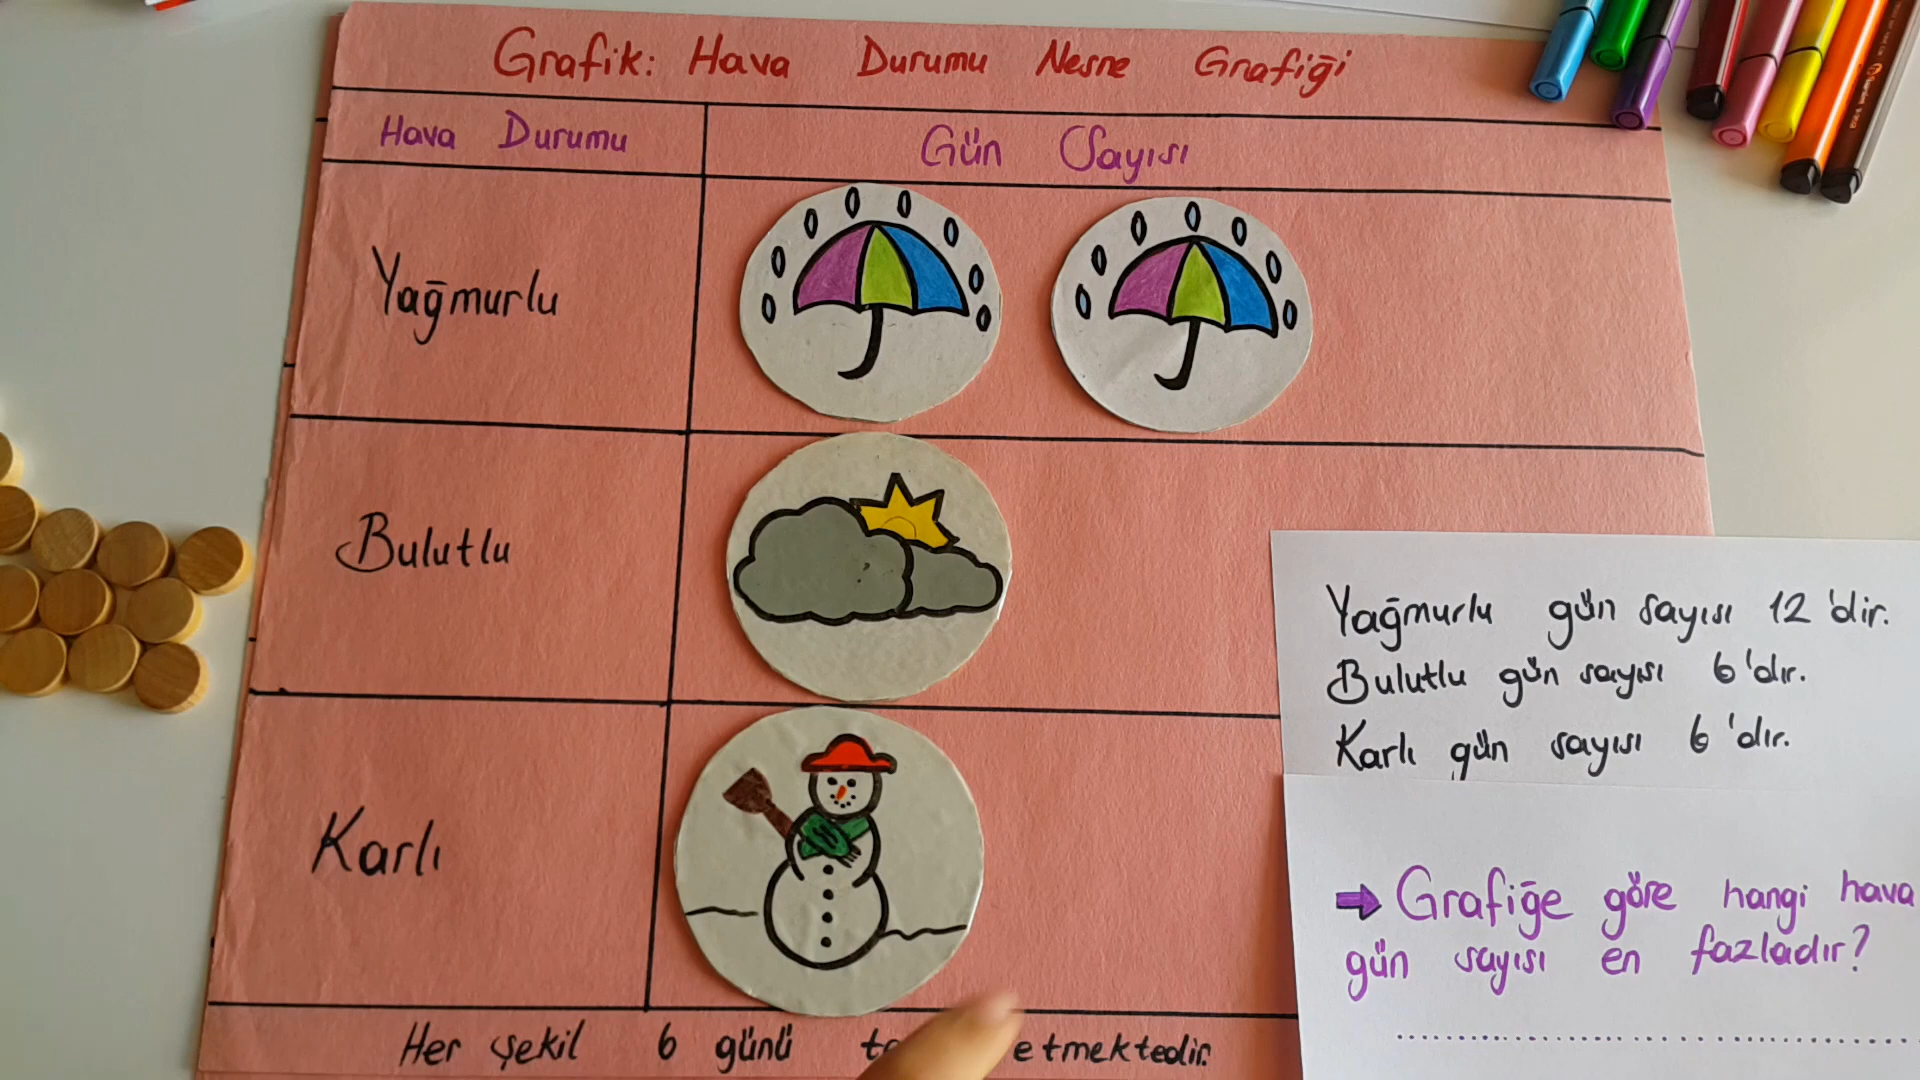 Grafik: Hava Durumu Nesne Grafiği
Hava Durumu Gün Sayısı
Yağmurlu
Bulutlu
Karlı
Her şekil 6 günü etmektedir.
Yağmurlu gün sayısı 12'dir.
Bulutlu gün sayısı 6'dır.
Karlı gün sayısı 6'dır.
Grafiğe göre hangi hava
gün sayısı en fazladır?